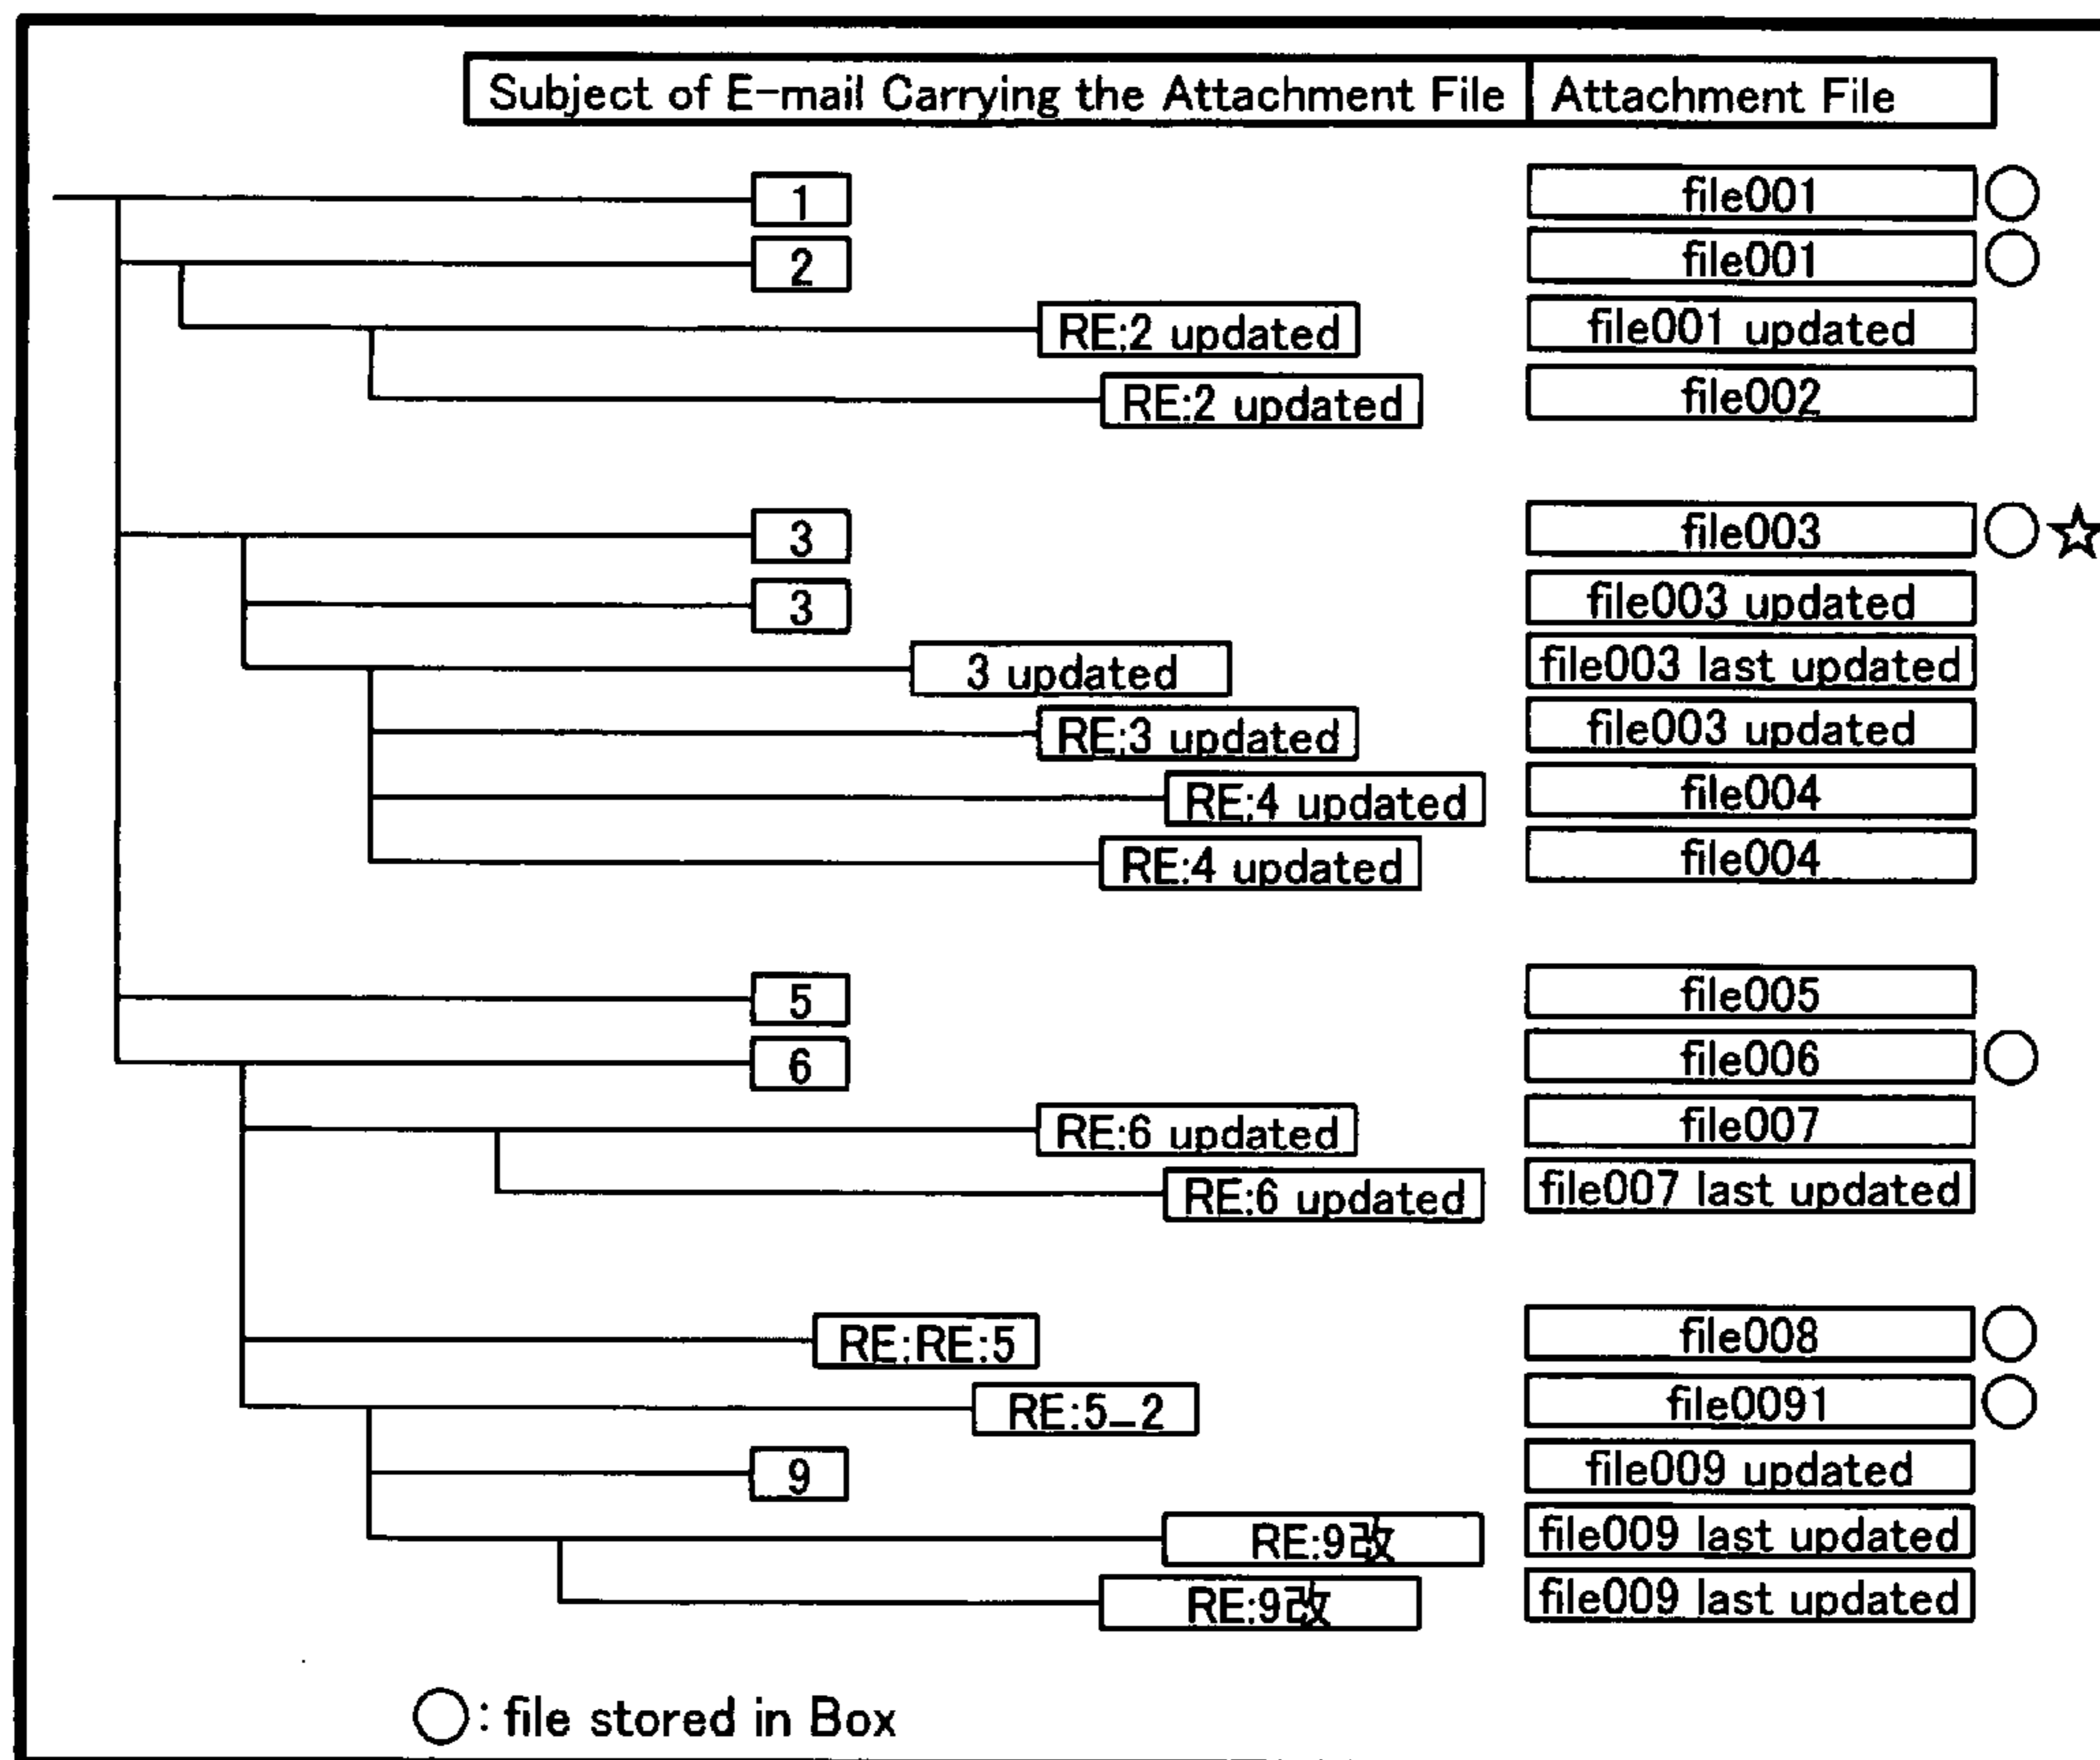 Subject of E-mail Carrying the Attachment File Attachment File
1 file001 ○
2 file001 ○
RE:2 updated file001 updated
RE:2 updated file002
3 file003 ○☆
3 file003 updated
3 updated file003 last updated
RE:3 updated file003 updated
RE:4 updated file004
RE:4 updated file004
5 file005
6 file006 ○
RE:6 updated file007
RE:6 updated file007 last updated
RE:RE:5 file008 ○
RE:5_2 file0091 ○
9 file009 updated
RE:9改 file009 last updated
RE:9改 file009 last updated
○: file stored in Box